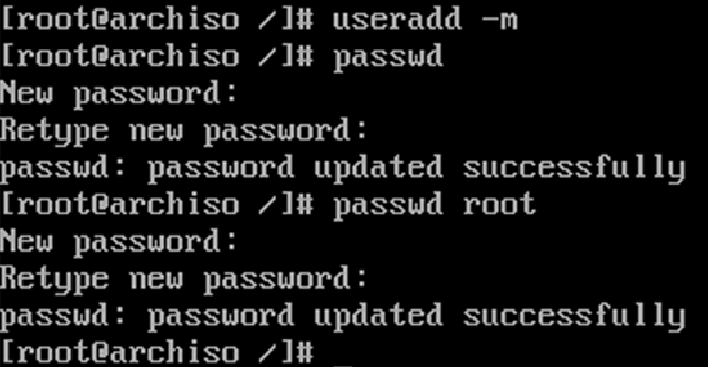 [root@archiso /]# useradd -m
[root@archiso /]# passwd
New password:
Retype new password:
passwd: password updated successfully
[root@archiso /]# passwd root
New password:
Retype new password:
passwd: password updated successfully
[root@archiso /]#